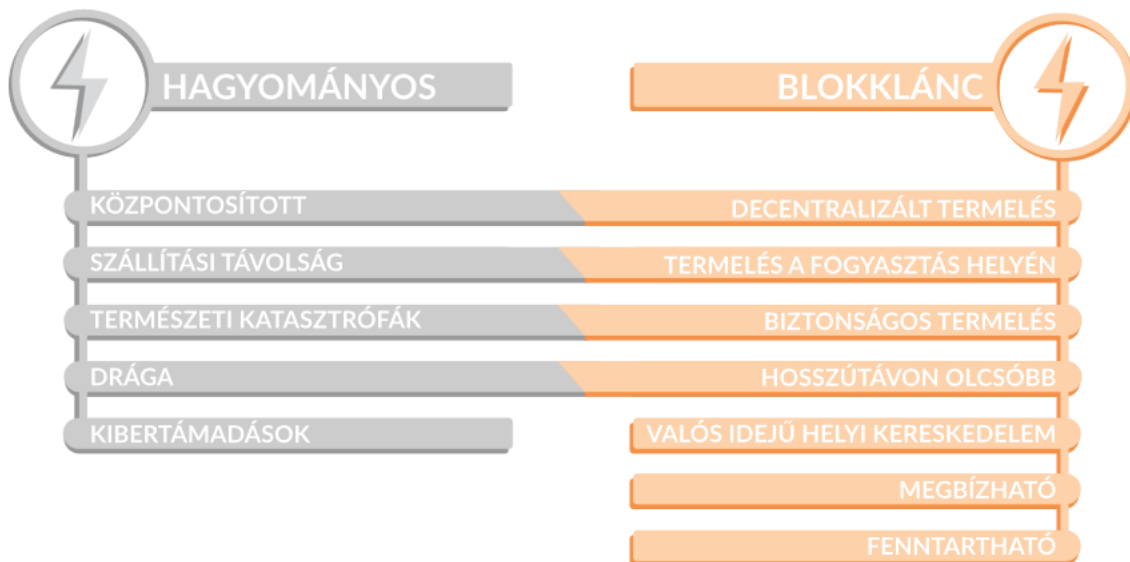 HAGYOMÁNYOS
BLOKKLÁNC
KÖZPONTOSÍTOTT
DECENTRALIZÁLT TERMELÉS
SZÁLLÍTÁSI TÁVOLSÁG
TERMELÉS A FOGYASZTÁS HELYÉN
TERMÉSZETI KATASZTRÓFÁK
BIZTONSÁGOS TERMELÉS
DRÁGA
HOSSZÚTÁVON OLCSÓBB
KIBERTÁMADÁSOK
VALÓS IDEJŰ HELYI KERESKEDELEM
MEGBÍZHATÓ
FENNTARTHATÓ